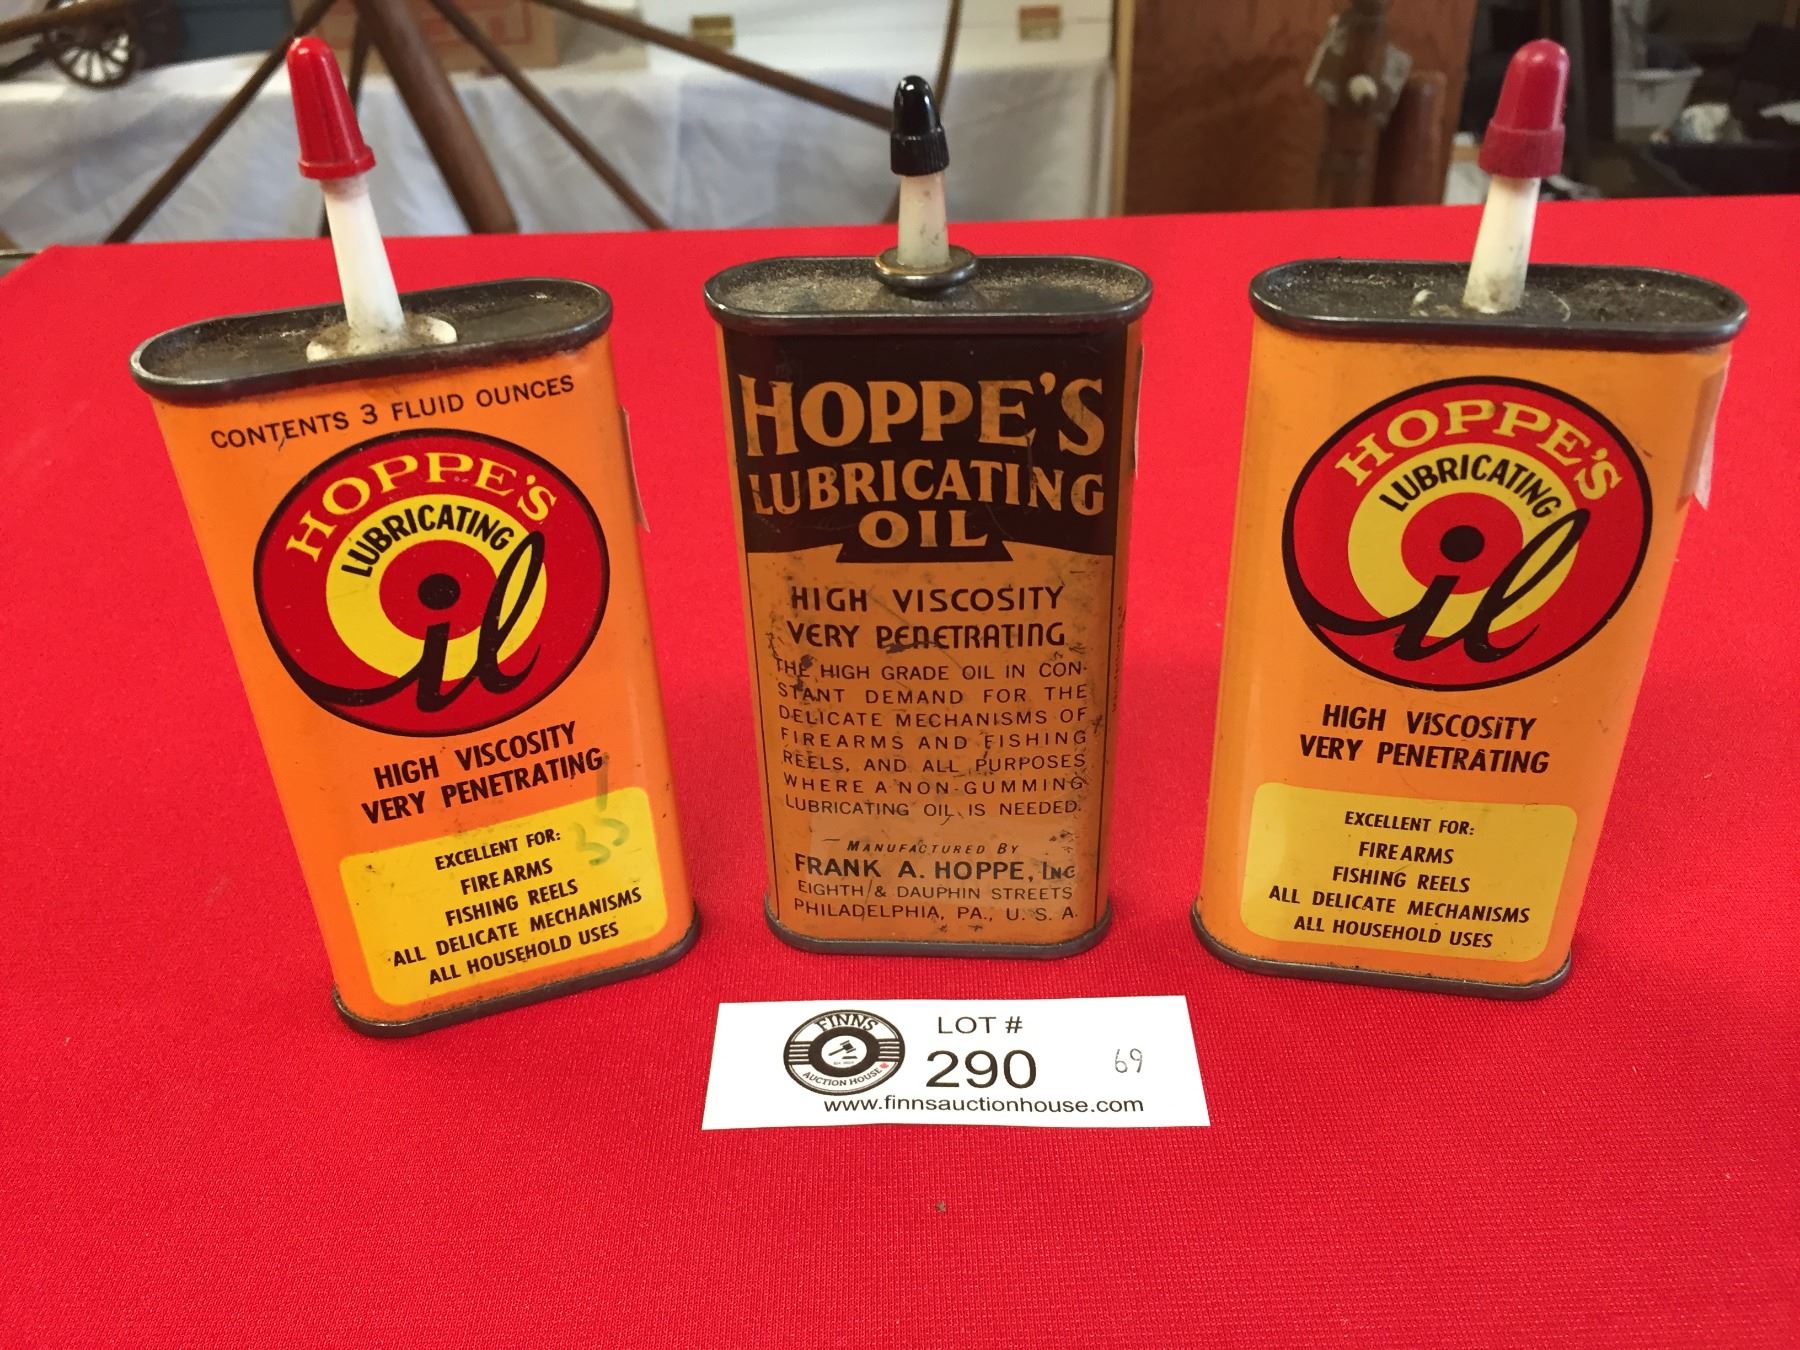 CONTENTS 3 FLUID OUNCES
HOPPE'S
LUBRICATING
Oil
HIGH VISCOSITY
VERY PENETRATING
EXCELLENT FOR:
FIREARMS
FISHING REELS
ALL DELICATE MECHANISMS
ALL HOUSEHOLD USES
HOPPE'S
LUBRICATING
OIL
HIGH VISCOSITY
VERY PENETRATING
THE HIGH GRADE OIL IN CON-
STANT DEMAND FOR THE
DELICATE MECHANISMS OF
FIREARMS AND FISHING
REELS, AND ALL PURPOSES
WHERE A NON-GUMMING
LUBRICATING OIL IS NEEDED.
MANUFACTURED BY
FRANK A. HOPPE, INC
EIGHTH & DAUPHIN STREETS
PHILADELPHIA, PA., U. S. A.
HOPPE'S
LUBRICATING
Oil
HIGH VISCOSITY
VERY PENETRATING
EXCELLENT FOR:
FIREARMS
FISHING REELS
ALL DELICATE MECHANISMS
ALL HOUSEHOLD USES
FINNS
AUCTION HOUSE
LOT #
290
69
www.finnsauctionhouse.com